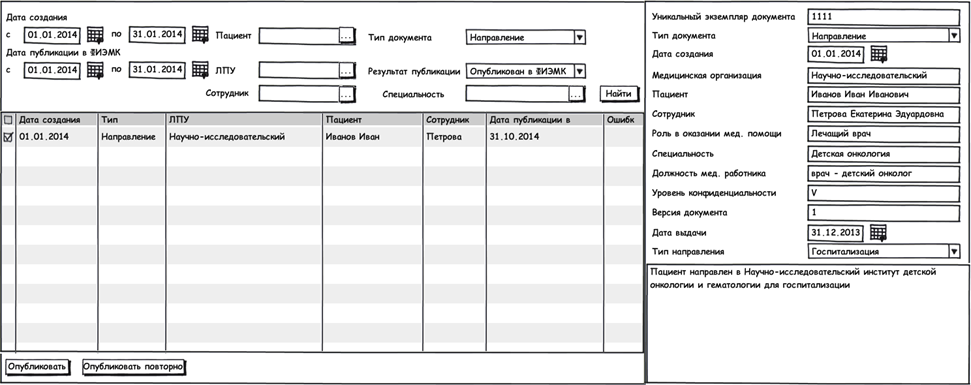 Дата создания
с 01.01.2014 по 31.01.2014 Пациент ... Тип документа Направление
Дата публикации в ФИЭМК
с 01.01.2014 по 31.01.2014 ЛПУ ... Результат публикации Опубликован в ФИЭМК
Сотрудник ... Специальность ... Найти
Дата создания Тип ЛПУ Пациент Сотрудник Дата публикации в Ошибк
01.01.2014 Направление Научно-исследовательский Иванов Иван Петрова 31.10.2014
Опубликовать Опубликовать повторно
Уникальный экземпляр документа 1111
Тип документа Направление
Дата создания 01.01.2014
Медицинская организация Научно-исследовательский
Пациент Иванов Иван Иванович
Сотрудник Петрова Екатерина Эдуардовна
Роль в оказании мед. помощи Лечащий врач
Специальность Детская онкология
Должность мед. работника врач - детский онколог
Уровень конфиденциальности V
Версия документа 1
Дата выдачи 31.12.2013
Тип направления Госпитализация
Пациент направлен в Научно-исследовательский институт детской
онкологии и гематологии для госпитализации